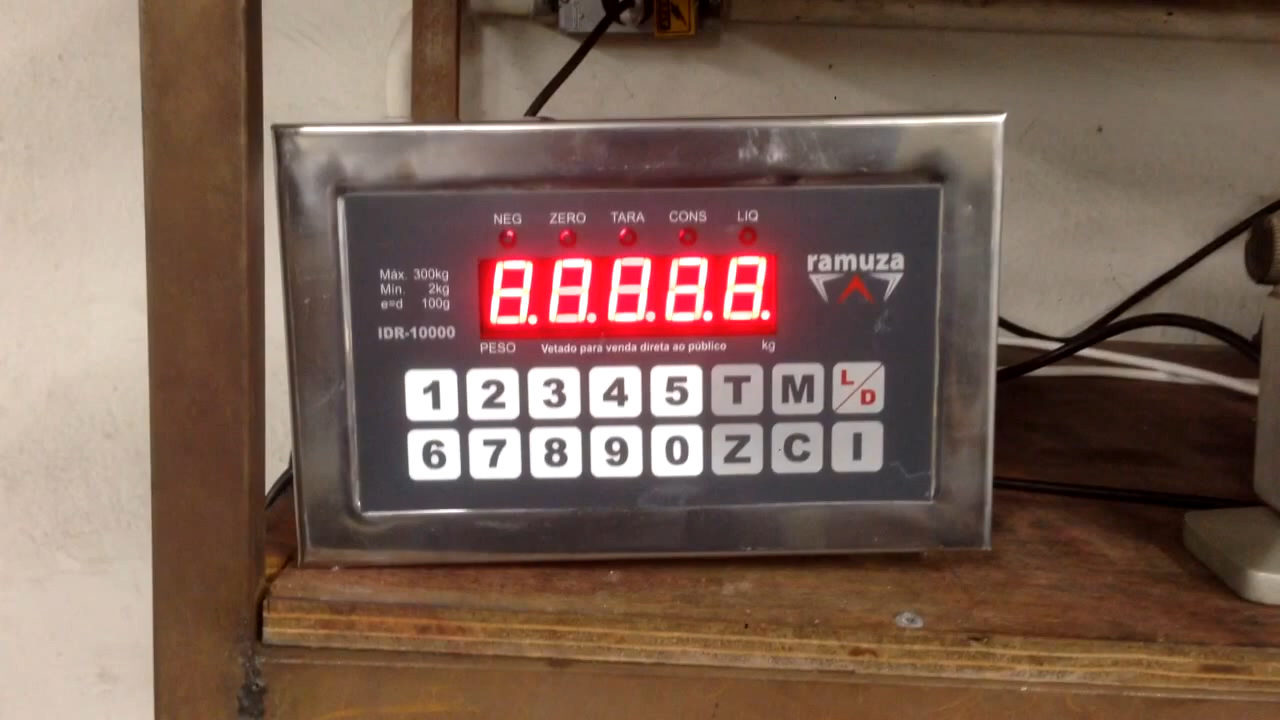 NEG ZERO TARA CONS LIQ
Máx. 300kg
Mín. 2kg
e=d 100g
IDR-10000
8.8.8.8.8.
ramuza
PESO Vetado para venda direta ao público kg
1 2 3 4 5 T M L/D
6 7 8 9 0 Z C I